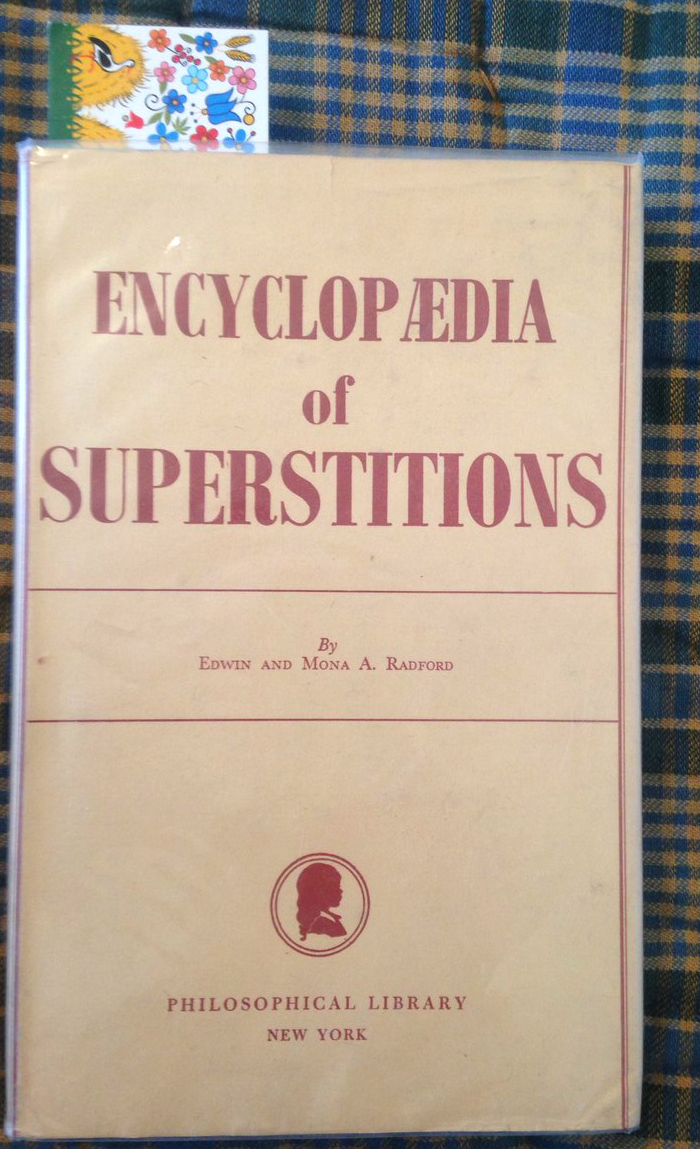 ENCYCLOPÆDIA
of
SUPERSTITIONS
By
EDWIN AND MONA A. RADFORD
PHILOSOPHICAL LIBRARY
NEW YORK